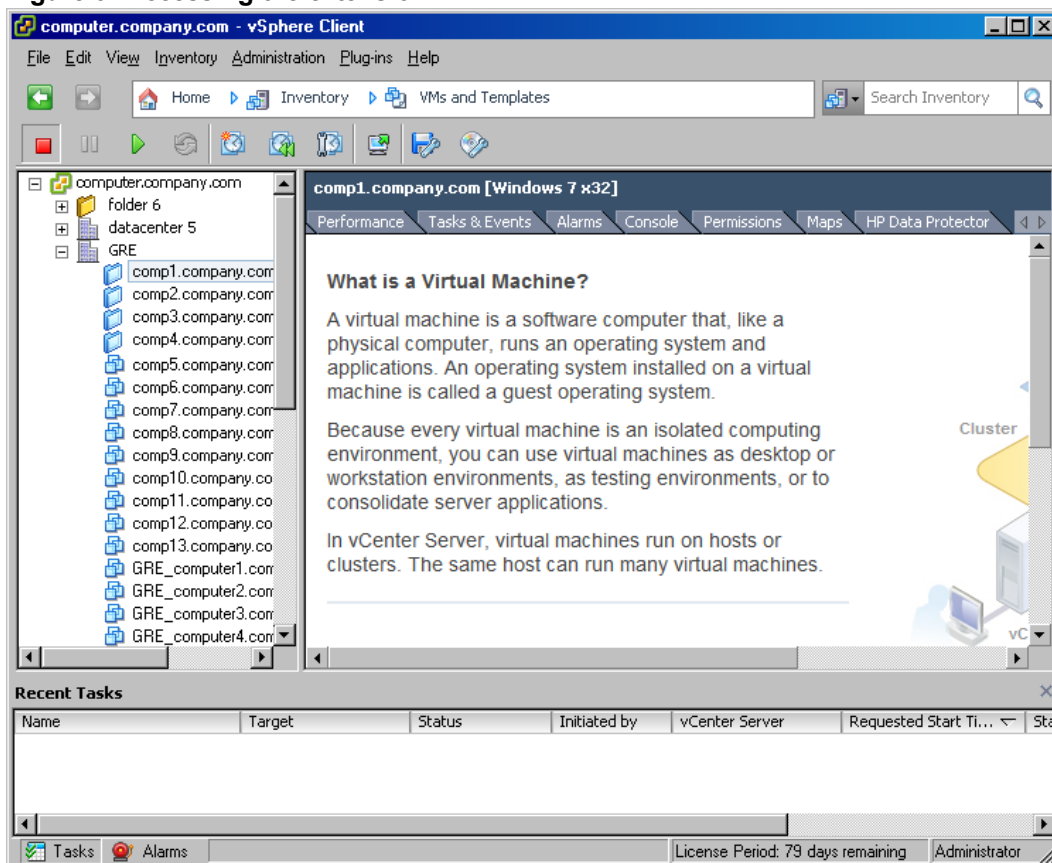 computer.company.com - vSphere Client
File Edit View Inventory Administration Plug-ins Help
Home Inventory VMs and Templates Search Inventory
computer.company.com
folder 6
datacenter 5
GRE
comp1.company.com
comp2.company.com
comp3.company.com
comp4.company.com
comp5.company.com
comp6.company.com
comp7.company.com
comp8.company.com
comp9.company.com
comp10.company.co
comp11.company.co
comp12.company.co
comp13.company.co
GRE_computer1.com
GRE_computer2.com
GRE_computer3.com
GRE_computer4.com
comp1.company.com [Windows 7 x32]
Performance Tasks & Events Alarms Console Permissions Maps HP Data Protector
What is a Virtual Machine?
A virtual machine is a software computer that, like a
physical computer, runs an operating system and
applications. An operating system installed on a virtual
machine is called a guest operating system.
Because every virtual machine is an isolated computing
environment, you can use virtual machines as desktop or
workstation environments, as testing environments, or to
consolidate server applications.
In vCenter Server, virtual machines run on hosts or
clusters. The same host can run many virtual machines.
Cluster
vC
Recent Tasks
Name Target Status Initiated by vCenter Server Requested Start Ti... Sta
Tasks Alarms License Period: 79 days remaining Administrator